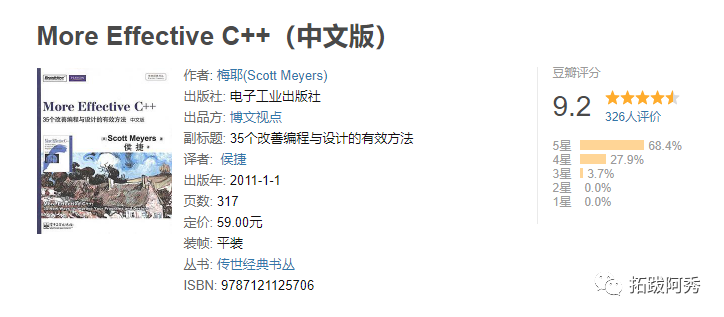 More Effective C++（中文版）
More Effective C++
35个改善编程与设计的有效方法 中文版
Scott Meyers
侯 捷
作者: 梅耶(Scott Meyers)
出版社: 电子工业出版社
出品方: 博文视点
副标题: 35个改善编程与设计的有效方法
译者: 侯捷
出版年: 2011-1-1
页数: 317
定价: 59.00元
装帧: 平装
丛书: 传世经典书丛
ISBN: 9787121125706
豆瓣评分
9.2
326人评价
5星 68.4%
4星 27.9%
3星 3.7%
2星 0.0%
1星 0.0%
拓跋阿秀